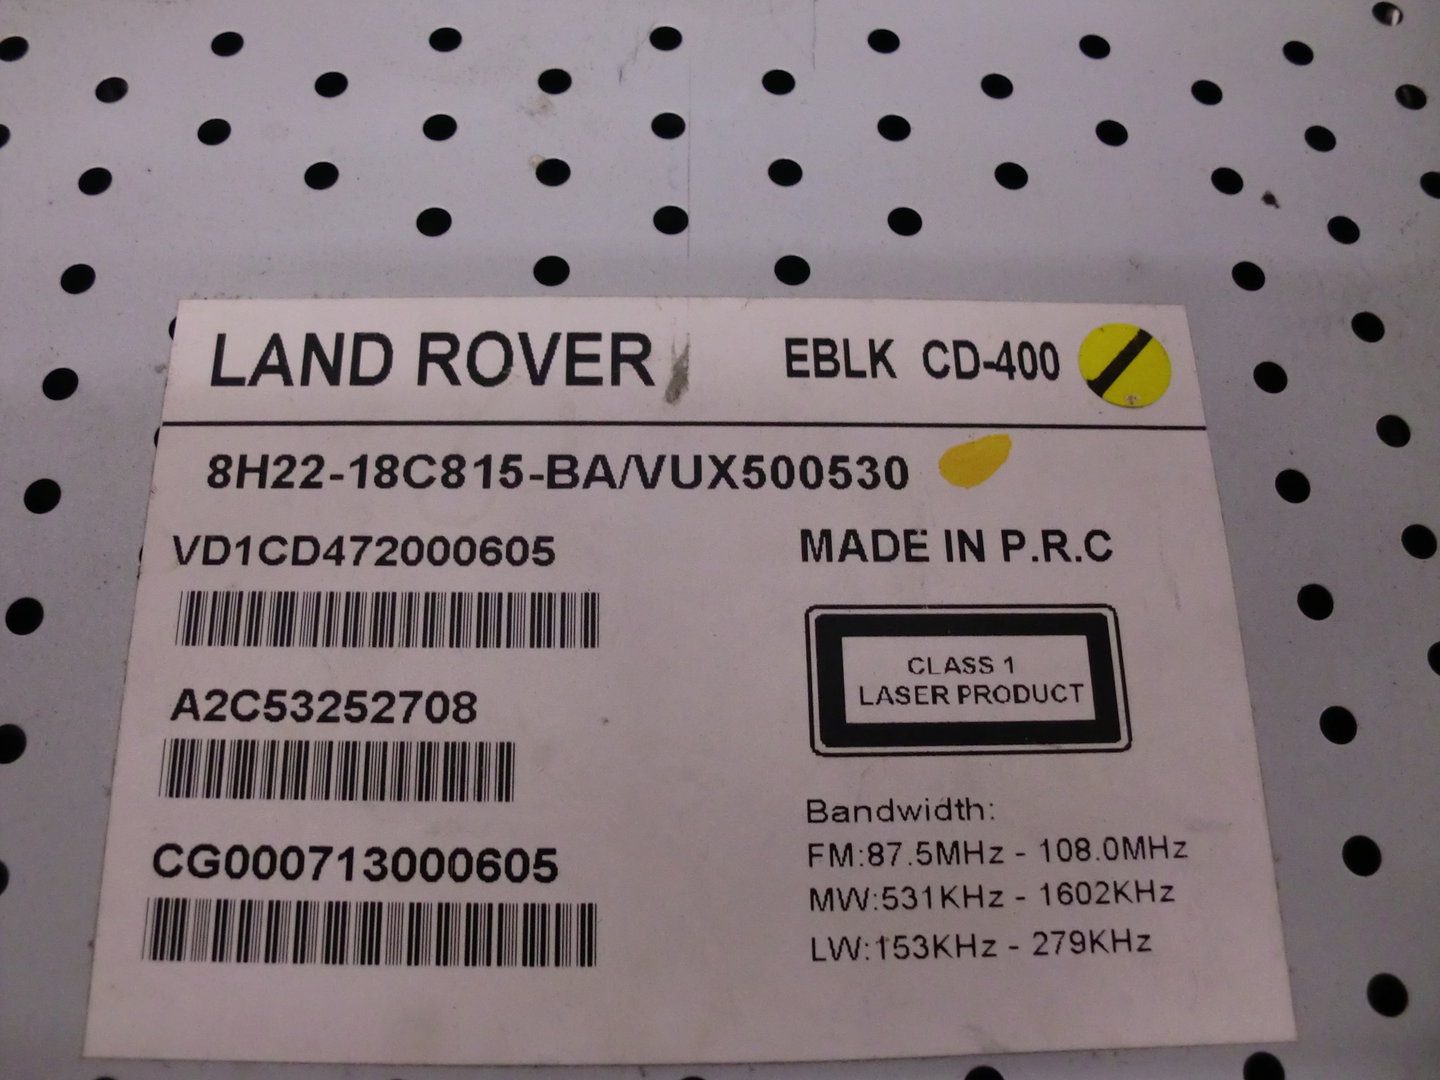 LAND ROVER EBLK CD-400
8H22-18C815-BA/VUX500530
VD1CD472000605
MADE IN P.R.C
CLASS 1
LASER PRODUCT
A2C53252708
CG000713000605
Bandwidth:
FM:87.5MHz - 108.0MHz
MW:531KHz - 1602KHz
LW:153KHz - 279KHz